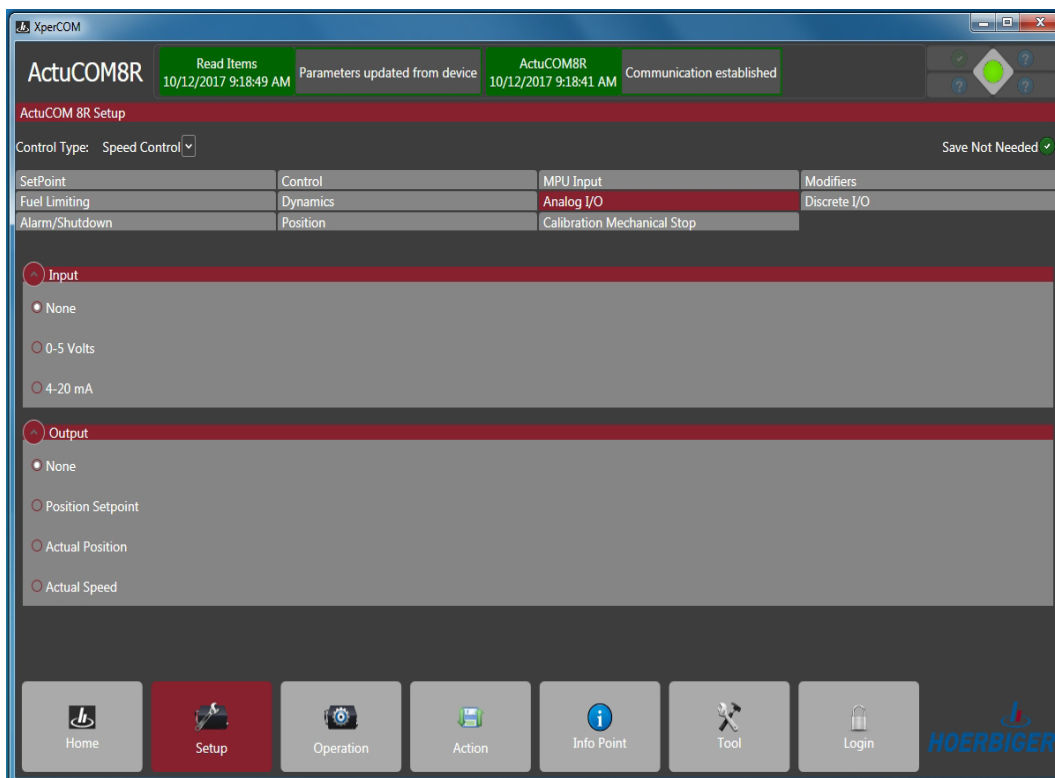 XperCOM
ActuCOM8R
Read Items
10/12/2017 9:18:49 AM
Parameters updated from device
ActuCOM8R
10/12/2017 9:18:41 AM
Communication established
ActuCOM 8R Setup
Control Type: Speed Control
Save Not Needed
SetPoint Control MPU Input Modifiers
Fuel Limiting Dynamics Analog I/O Discrete I/O
Alarm/Shutdown Position Calibration Mechanical Stop
Input
None
0-5 Volts
4-20 mA
Output
None
Position Setpoint
Actual Position
Actual Speed
Home Setup Operation Action Info Point Tool Login
HOERBIGER